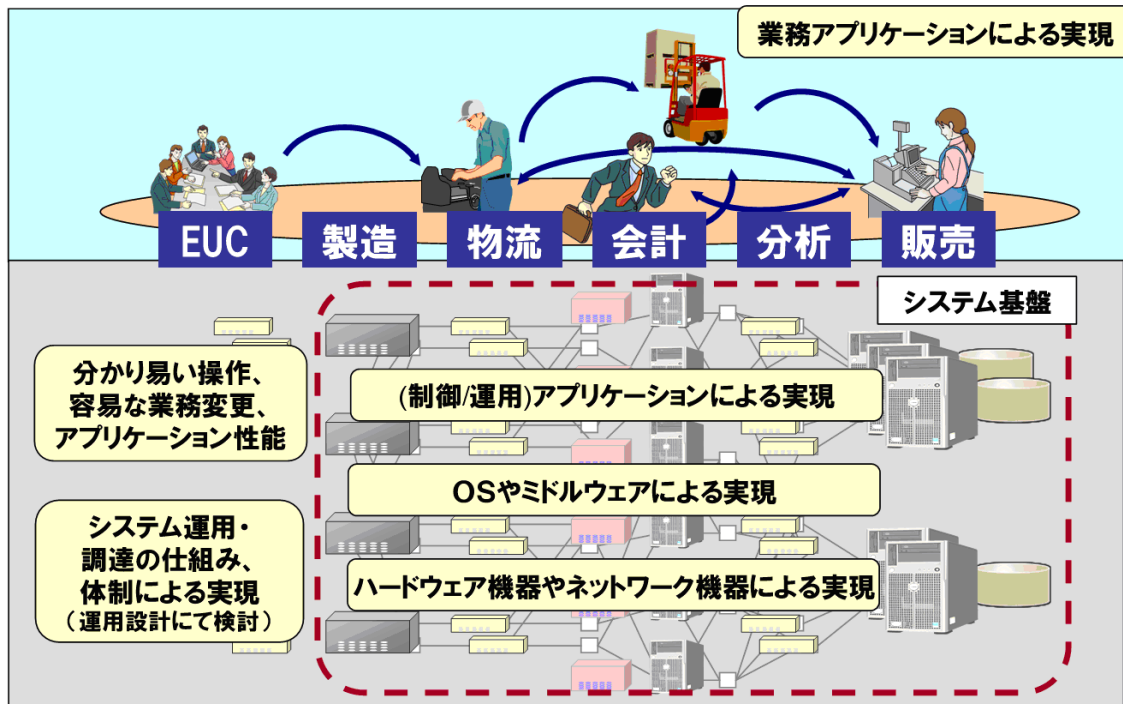 業務アプリケーションによる実現
EUC
製造
物流
会計
分析
販売
システム基盤
分かり易い操作、
容易な業務変更、
アプリケーション性能
(制御/運用)アプリケーションによる実現
OSやミドルウェアによる実現
システム運用・
調達の仕組み、
体制による実現
(運用設計にて検討)
ハードウェア機器やネットワーク機器による実現